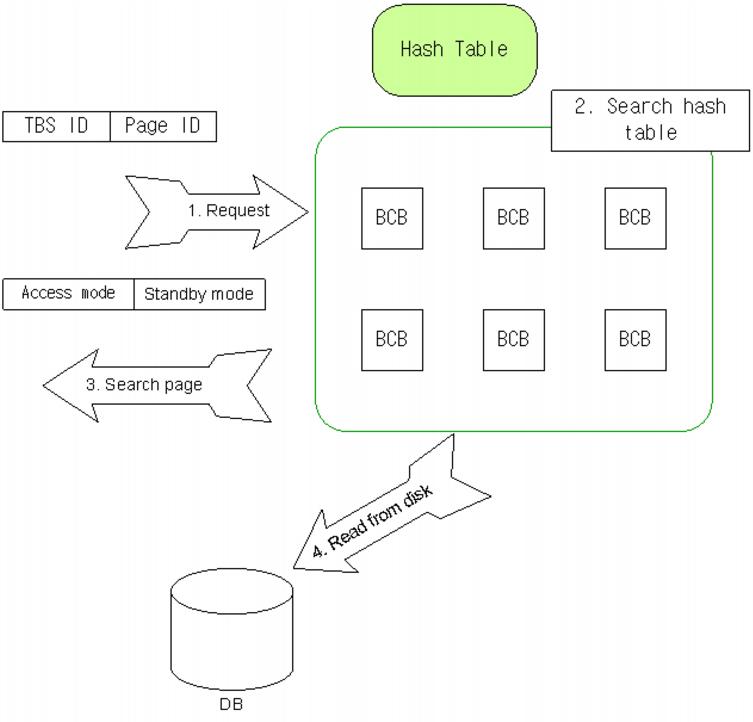 Hash Table
2. Search hash
table
TBS ID
Page ID
1. Request
BCB
BCB
BCB
Access mode
Standby mode
BCB
BCB
BCB
3. Search page
4. Read from disk
DB